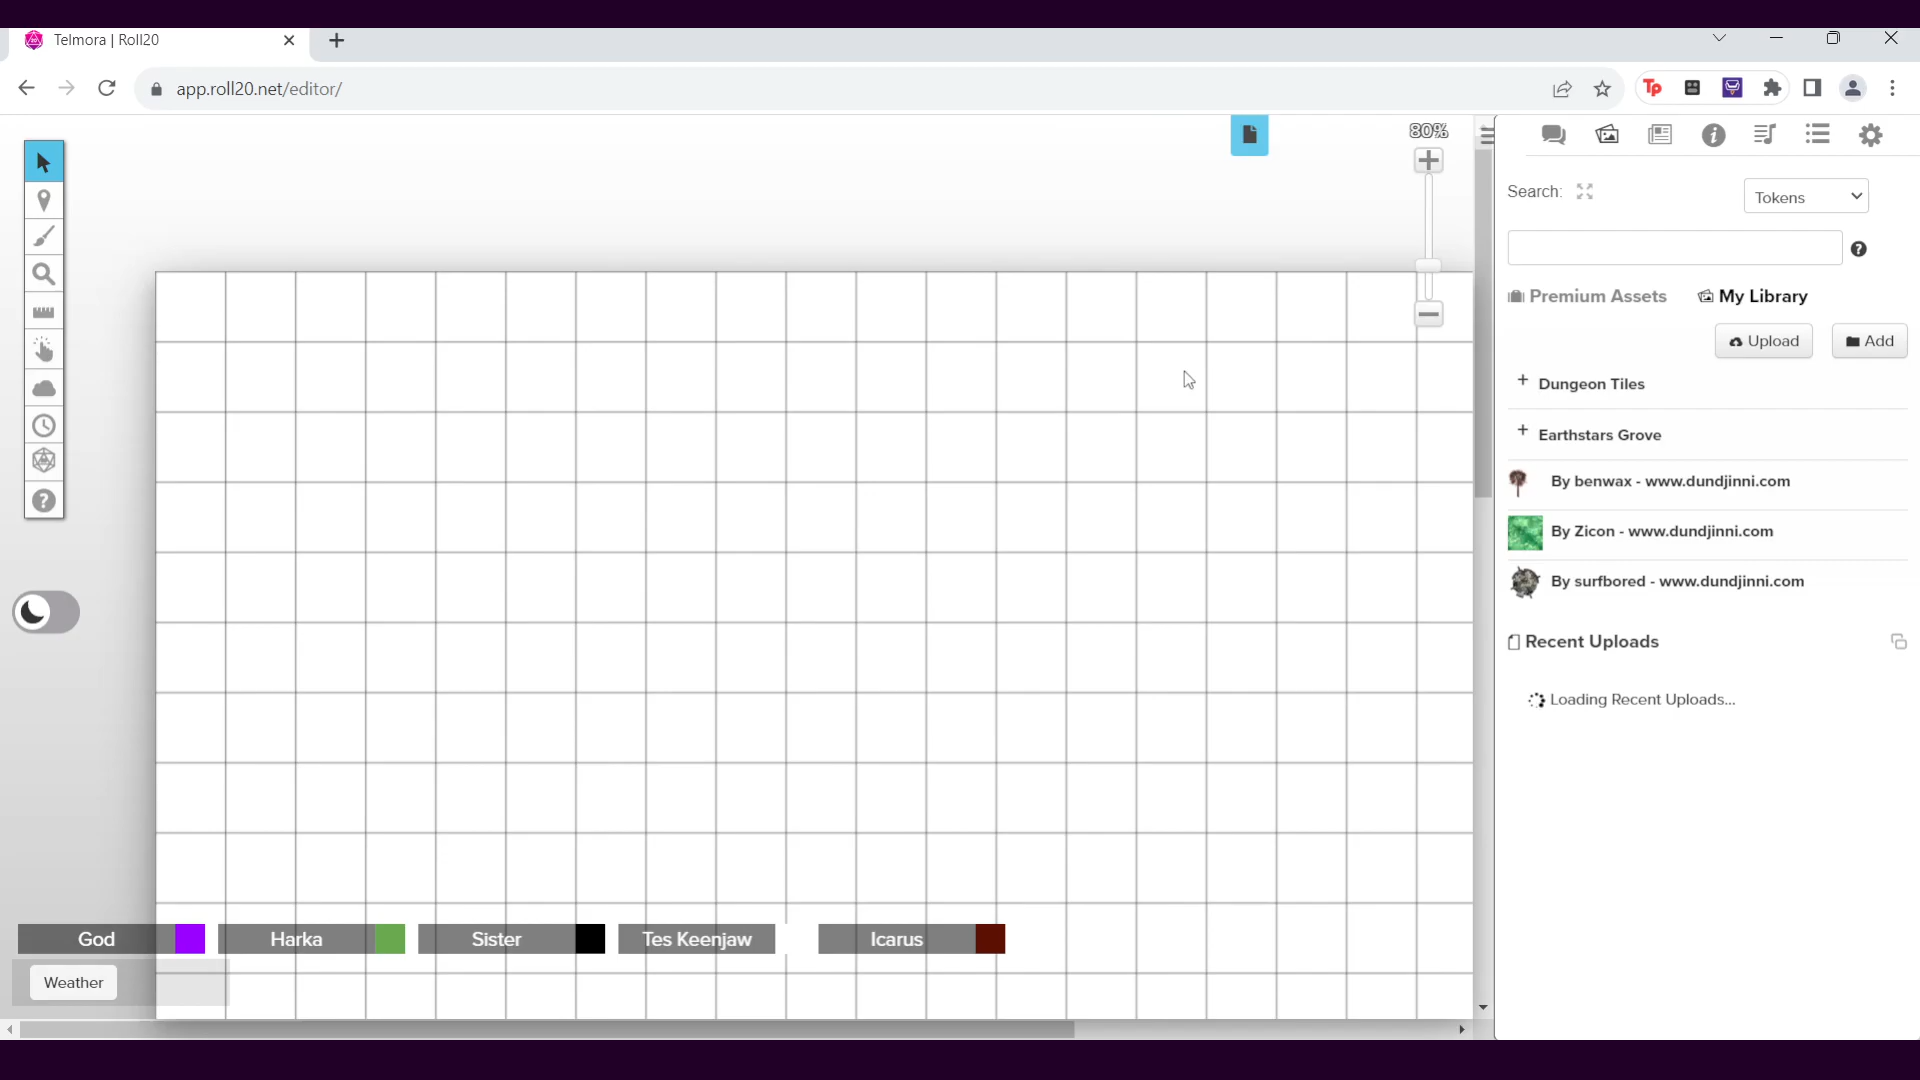 Telmora | Roll20
app.roll20.net/editor/
Tp
80%
Search:
Tokens
Premium Assets
My Library
Upload
Add
Dungeon Tiles
Earthstars Grove
By benwax - www.dundjinni.com
By Zicon - www.dundjinni.com
By surfbored - www.dundjinni.com
Recent Uploads
Loading Recent Uploads...
God
Harka
Sister
Tes Keenjaw
Icarus
Weather